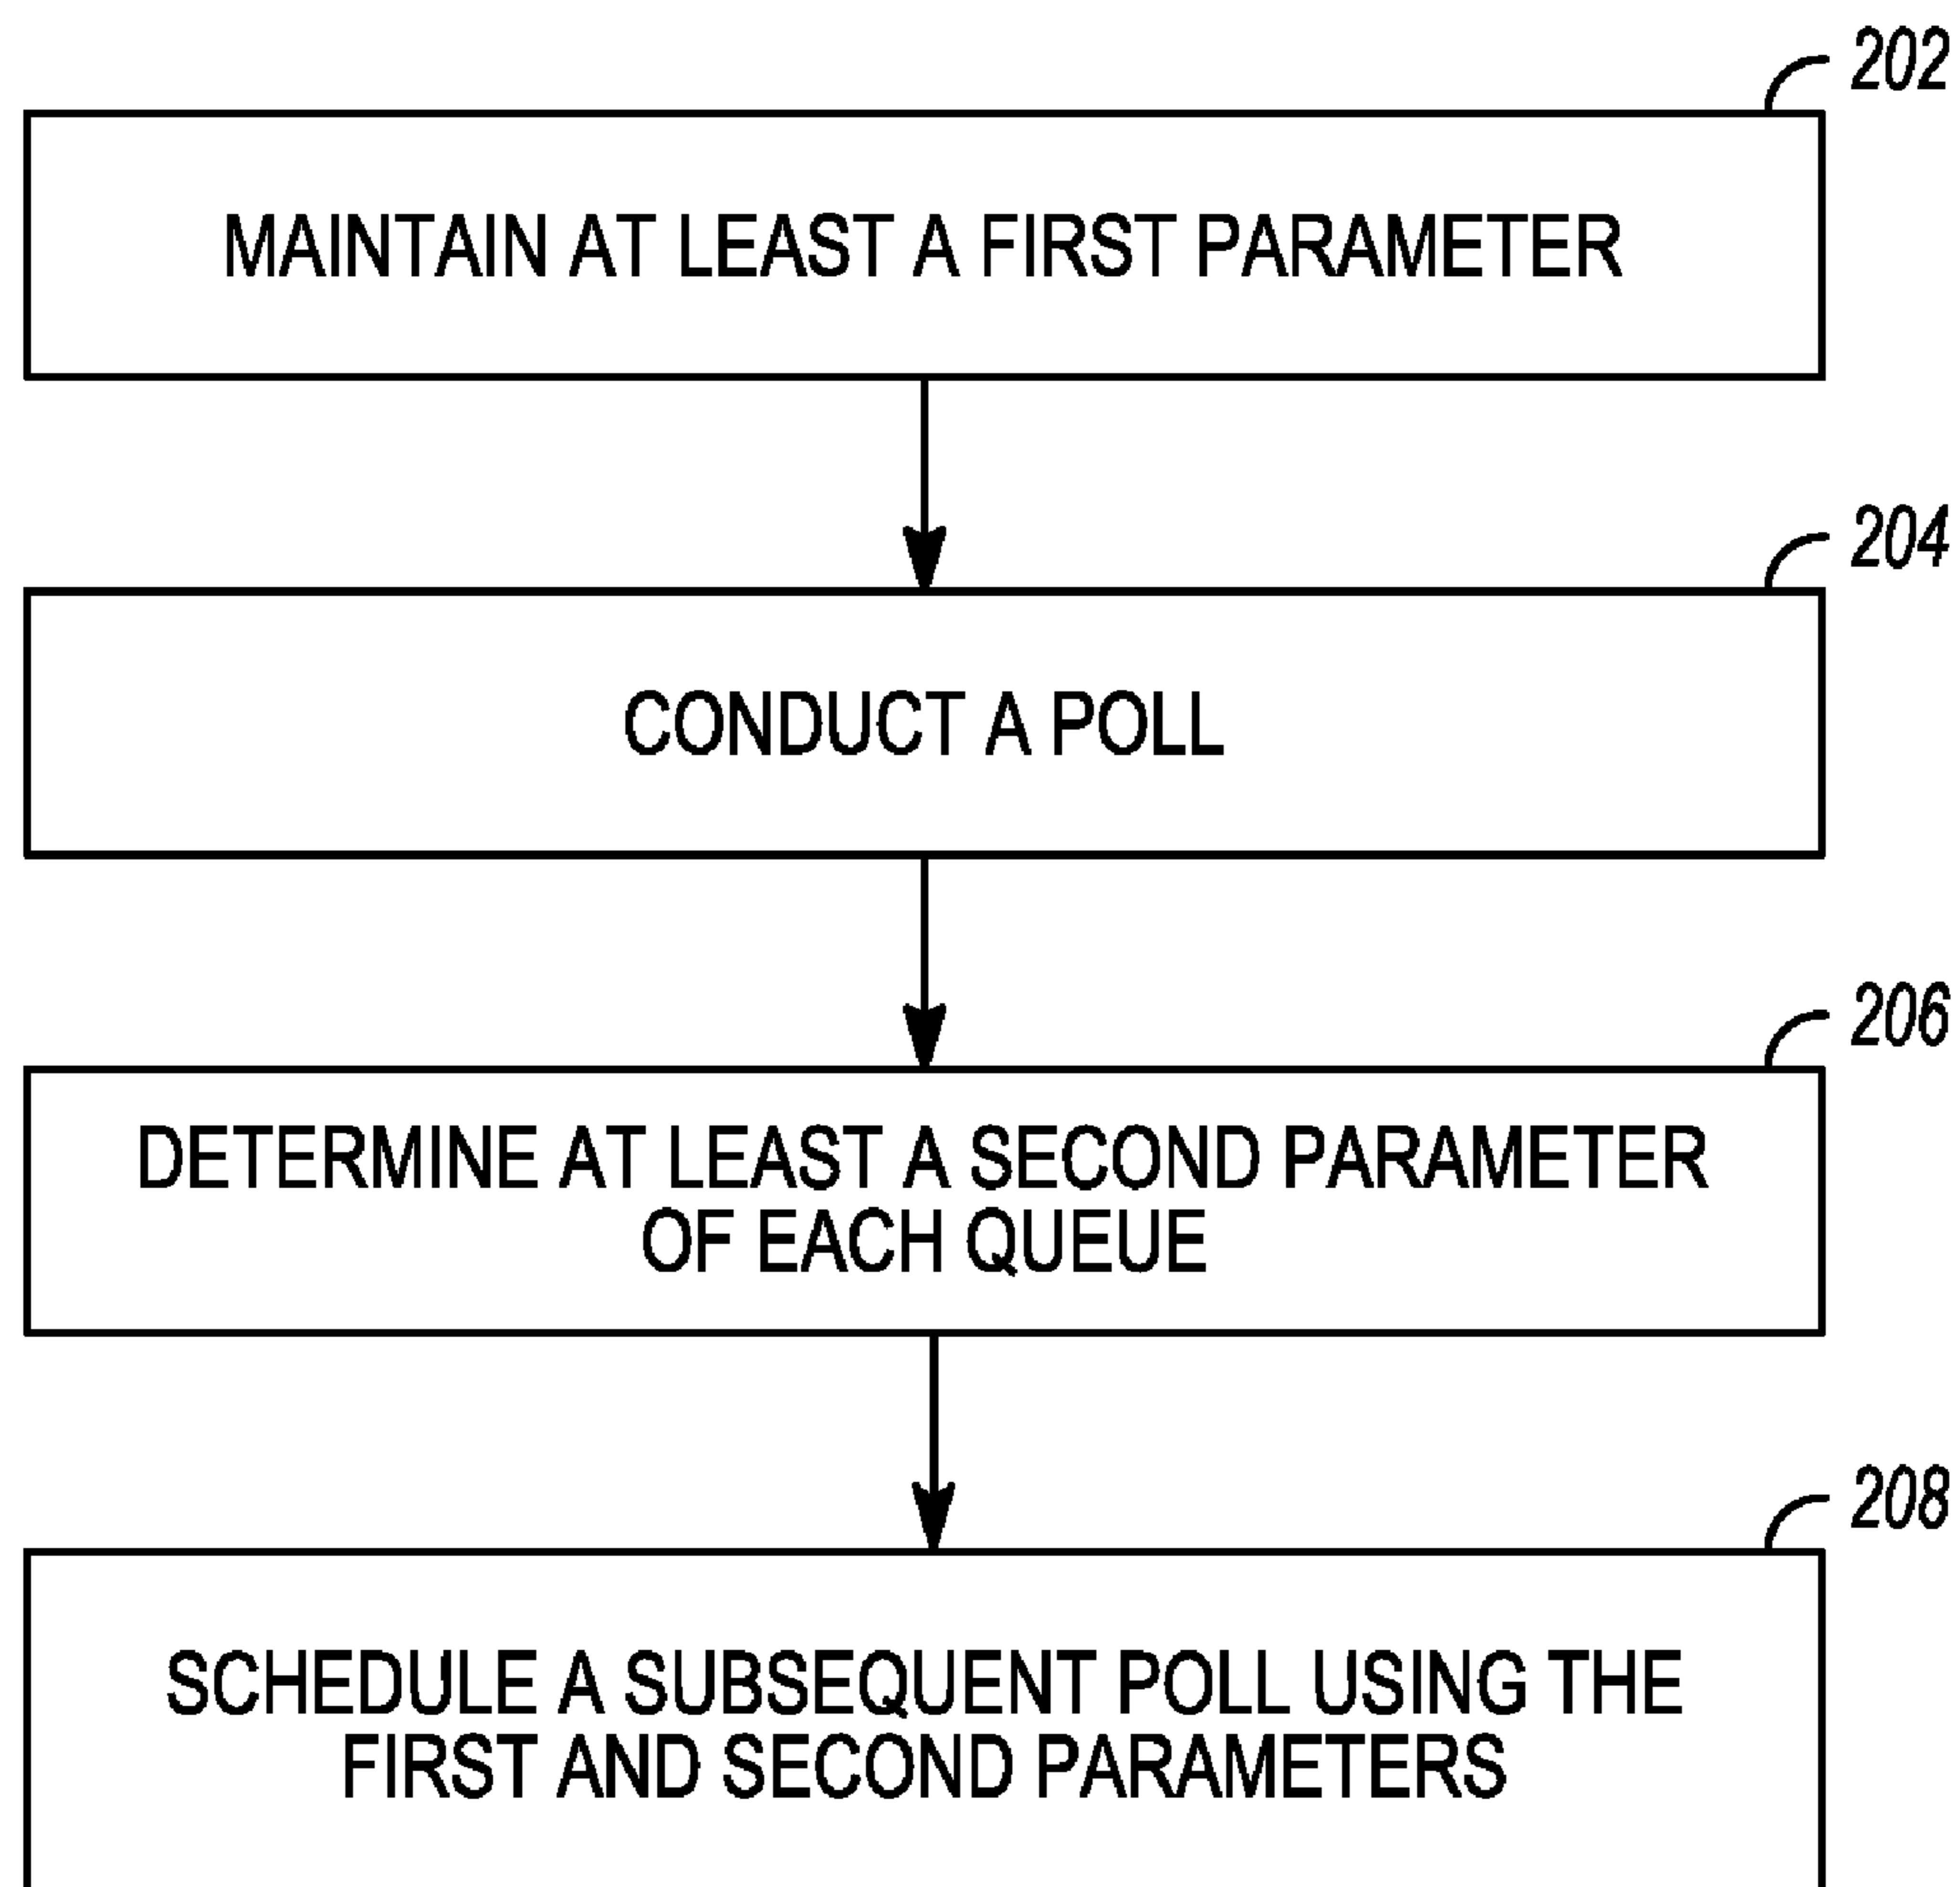 202
MAINTAIN AT LEAST A FIRST PARAMETER
204
CONDUCT A POLL
206
DETERMINE AT LEAST A SECOND PARAMETER
OF EACH QUEUE
208
SCHEDULE A SUBSEQUENT POLL USING THE
FIRST AND SECOND PARAMETERS